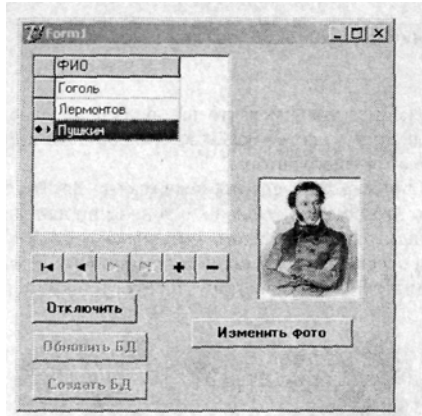 Form1
ФИО
Гоголь
Лермонтов
Пушкин
Отключить
Обновить БД
Создать БД
Изменить фото